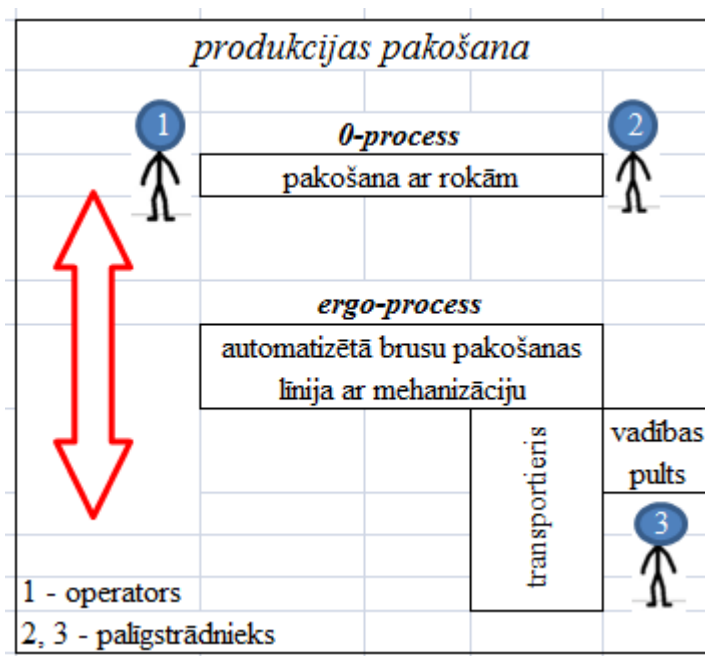 produkcijas pakošana
1
2
0-process
pakošana ar rokām
ergo-process
automatizētā brusu pakošanas
līnija ar mehanizāciju
transportieris
vadības
pults
3
1 - operators
2, 3 - palīgstrādnieks